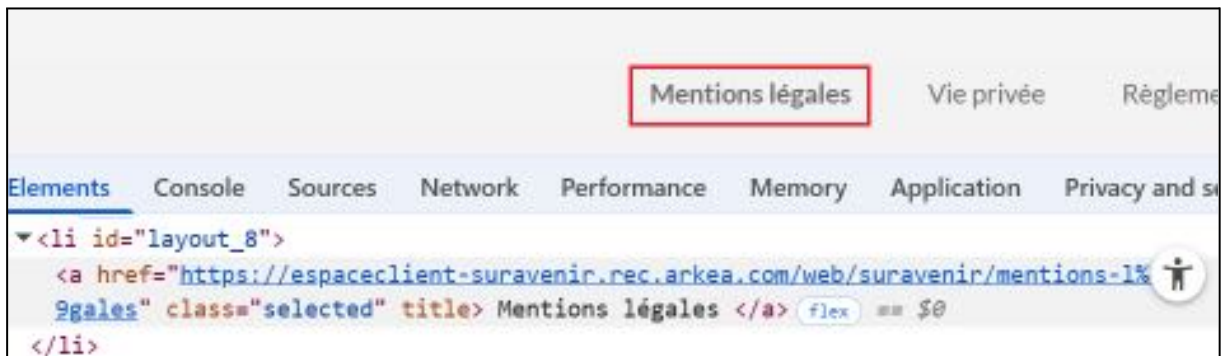 Mentions légales Vie privée Règleme
Elements Console Sources Network Performance Memory Application Privacy and se
▼<li id="layout_8">
<a href="https://espaceclient-suravenir.rec.arkea.com/web/suravenir/mentions-l%
9gales" class="selected" title> Mentions légales </a> flex == $0
</li>